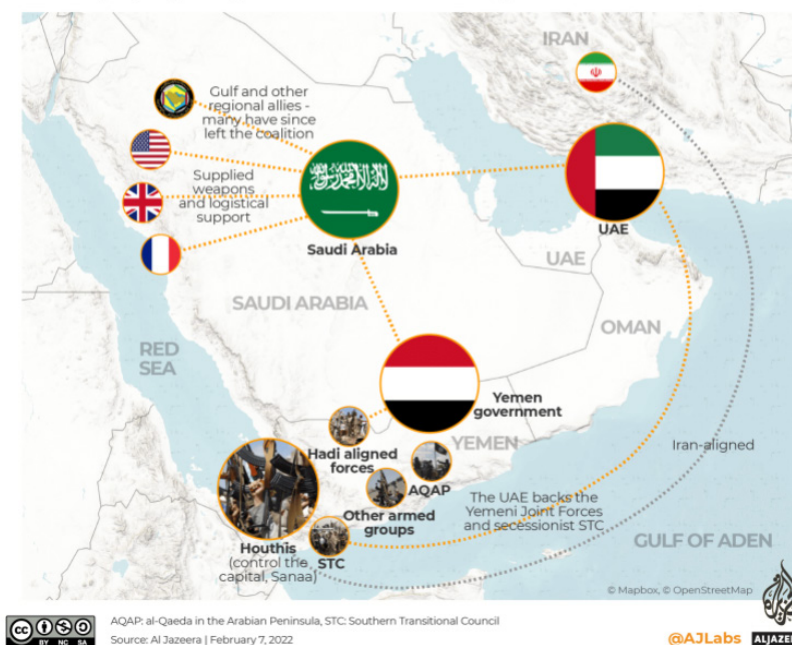 IRAN
Gulf and other
regional allies -
many have since
left the coalition
Supplied
weapons
and logistical
support
Saudi Arabia
UAE
UAE
SAUDI ARABIA
OMAN
RED
SEA
Yemen
government
YEMEN
Hadi aligned
forces
AQAP
Other armed
groups
Iran-aligned
The UAE backs the
Yemeni Joint Forces
and secessionist STC
Houthis
(control the
capital, Sanaa)
STC
GULF OF ADEN
© Mapbox, © OpenStreetMap
AQAP: al-Qaeda in the Arabian Peninsula, STC: Southern Transitional Council
Source: Al Jazeera | February 7, 2022
cc BY NC SA
@AJLabs